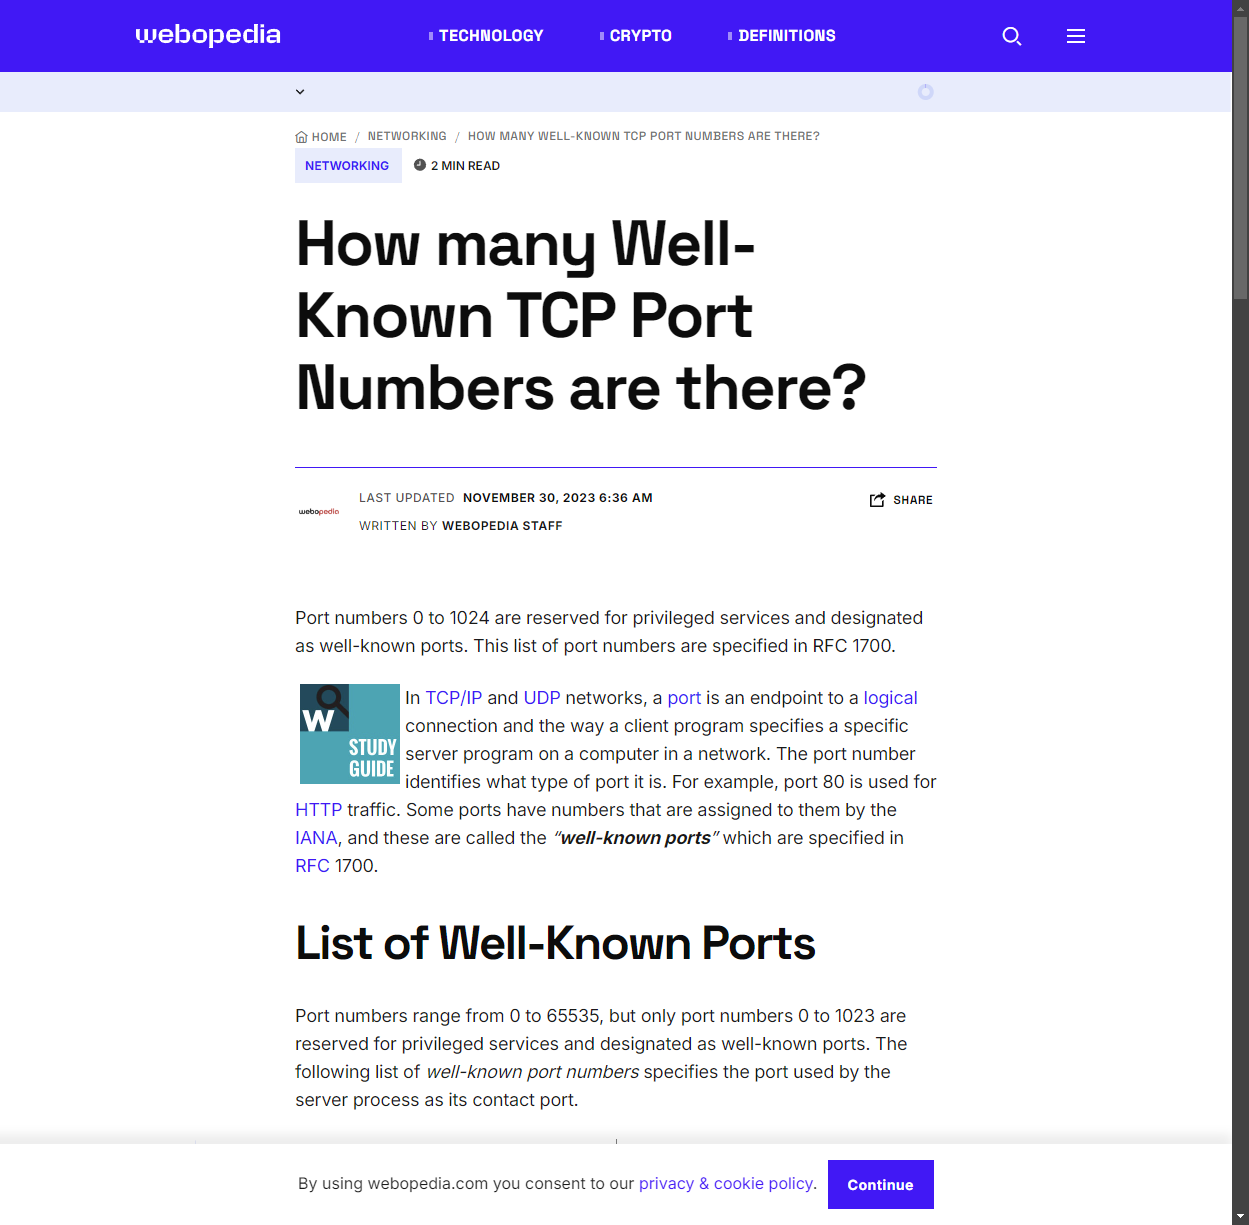 webopedia
TECHNOLOGY
CRYPTO
DEFINITIONS
HOME / NETWORKING / HOW MANY WELL-KNOWN TCP PORT NUMBERS ARE THERE?
NETWORKING
2 MIN READ
How many Well-
Known TCP Port
Numbers are there?
webopedia
LAST UPDATED NOVEMBER 30, 2023 6:36 AM
WRITTEN BY WEBOPEDIA STAFF
SHARE
Port numbers 0 to 1024 are reserved for privileged services and designated
as well-known ports. This list of port numbers are specified in RFC 1700.
W
STUDY
GUIDE
In TCP/IP and UDP networks, a port is an endpoint to a logical
connection and the way a client program specifies a specific
server program on a computer in a network. The port number
identifies what type of port it is. For example, port 80 is used for
HTTP traffic. Some ports have numbers that are assigned to them by the
IANA, and these are called the “well-known ports” which are specified in
RFC 1700.
List of Well-Known Ports
Port numbers range from 0 to 65535, but only port numbers 0 to 1023 are
reserved for privileged services and designated as well-known ports. The
following list of well-known port numbers specifies the port used by the
server process as its contact port.
By using webopedia.com you consent to our privacy & cookie policy.
Continue